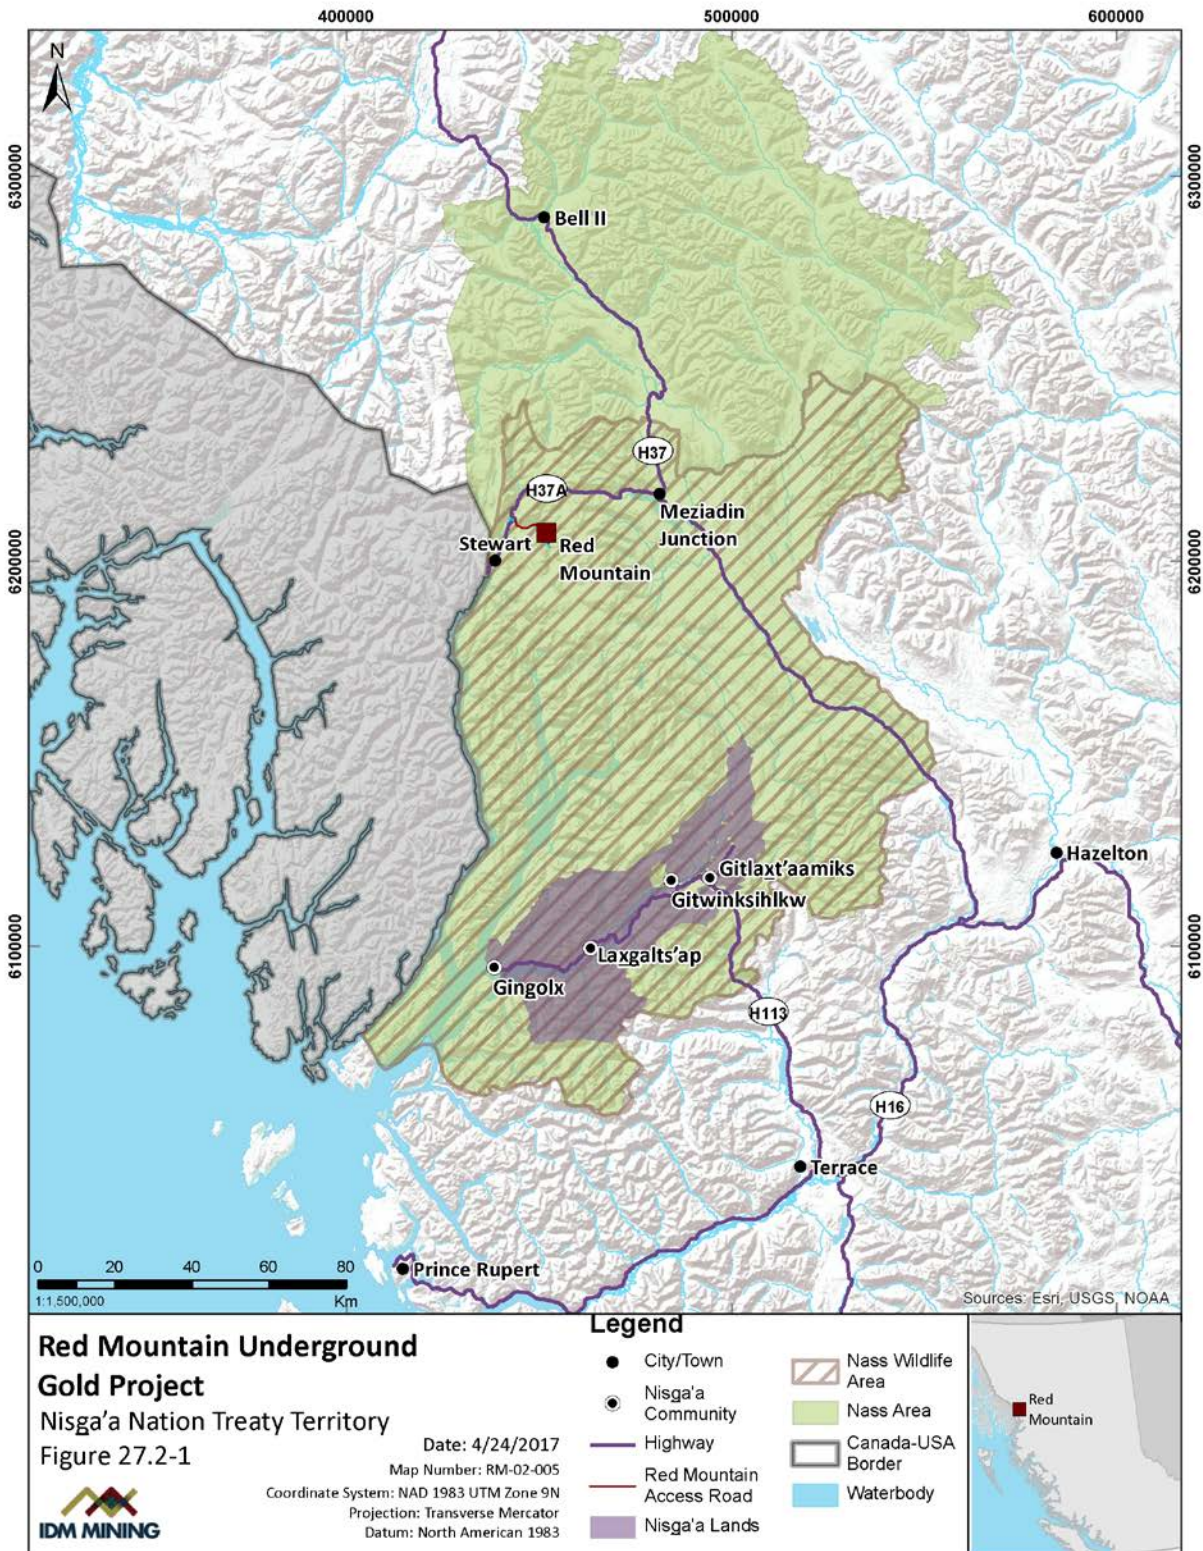 400000
500000
600000
N
6300000
6300000
Bell II
H37
H37A
Meziadin
Junction
Stewart
Red
Mountain
6200000
6200000
Hazelton
Gitlax̲t'aamiks
Gitwinksihlkw
Lax̲galts'ap
Gingolx
6100000
6100000
H113
H16
Terrace
Prince Rupert
0 20 40 60 80
1:1,500,000 Km
Sources: Esri, USGS, NOAA
Red Mountain Underground
Gold Project
Nisga'a Nation Treaty Territory
Figure 27.2-1
IDM MINING
Date: 4/24/2017
Map Number: RM-02-005
Coordinate System: NAD 1983 UTM Zone 9N
Projection: Transverse Mercator
Datum: North American 1983
Legend
City/Town
Nisga'a
Community
Highway
Red Mountain
Access Road
Nisga'a Lands
Nass Wildlife
Area
Nass Area
Canada-USA
Border
Waterbody
Red
Mountain